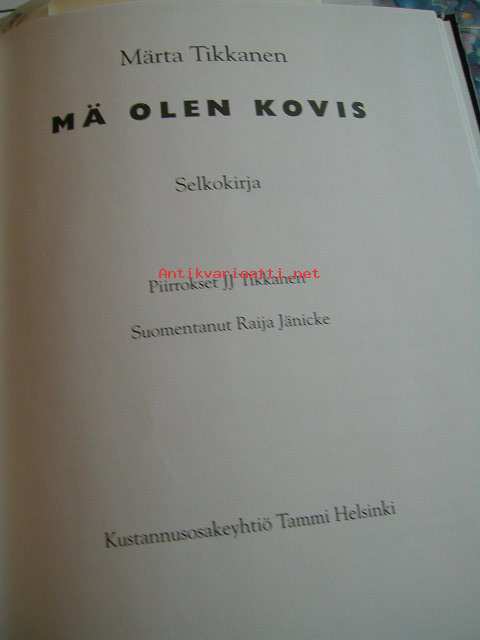 Märta Tikkanen
MÄ OLEN KOVIS
Selkokirja
Antikvariaatti.net
Piirrokset JJ Tikkanen
Suomentanut Raija Jänicke
Kustannusosakeyhtiö Tammi Helsinki